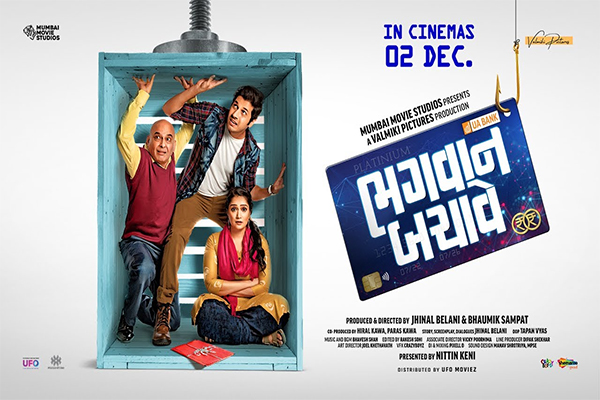 MUMBAI
MOVIE
STUDIOS
IN CINEMAS
02 DEC.
Valmiki Pictures
MUMBAI MOVIE STUDIOS PRESENTS
A VALMIKI PICTURES PRODUCTION
UA BANK
PLATINIUM
ભગવાન
બચાવે
PRODUCED & DIRECTED BY JHINAL BELANI & BHAUMIK SAMPAT
CO-PRODUCED BY HIRAL KAWA, PARAS KAWA STORY, SCREENPLAY, DIALOGUES JHINAL BELANI DOP TAPAN VYAS
MUSIC AND BGM BHAVESH SHAH EDITED BY RAKESH SONI ASSOCIATE DIRECTOR VICKY POORNIMA LINE PRODUCER DIPAK SHEKHAR
ART DIRECTOR JOEL KHITHANATH VFX CRAZYBOYZ DI & MIXING PIXELL D SOUND DESIGN MANAV SHROTRIYA, MPSE
PRESENTED BY NITTIN KENI
DISTRIBUTED BY UFO MOVIEZ
UFO